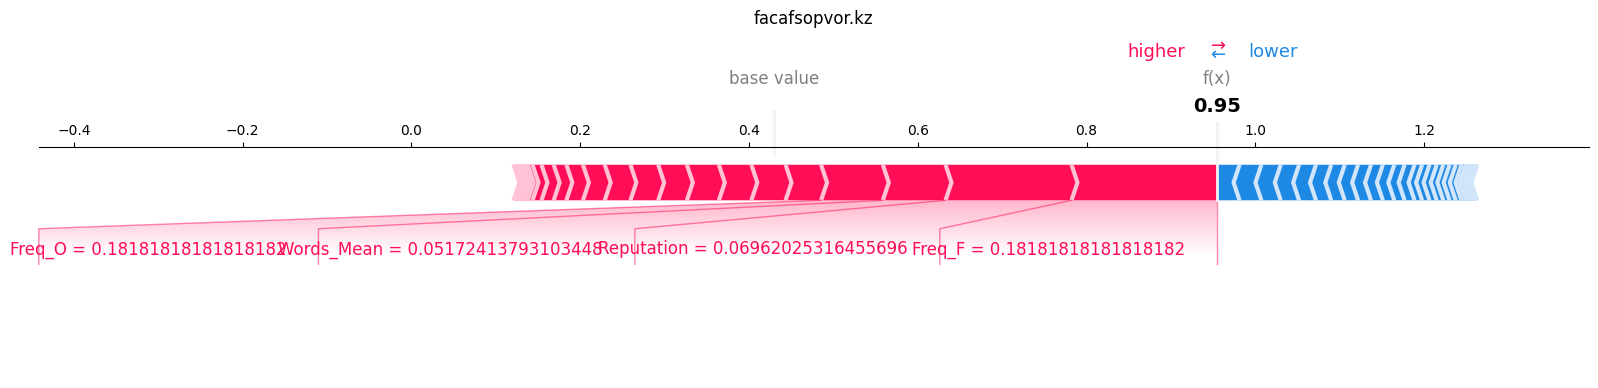 facafsopvor.kz
higher → ← lower
base value f(x)
0.95
−0.4 −0.2 0.0 0.2 0.4 0.6 0.8 1.0 1.2
Freq_O = 0.18181818181818182 Words_Mean = 0.05172413793103448 Reputation = 0.06962025316455696 Freq_F = 0.18181818181818182